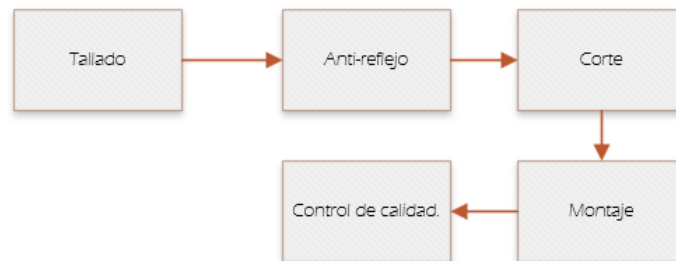 Tallado
Anti-reflejo
Corte
Control de calidad.
Montaje